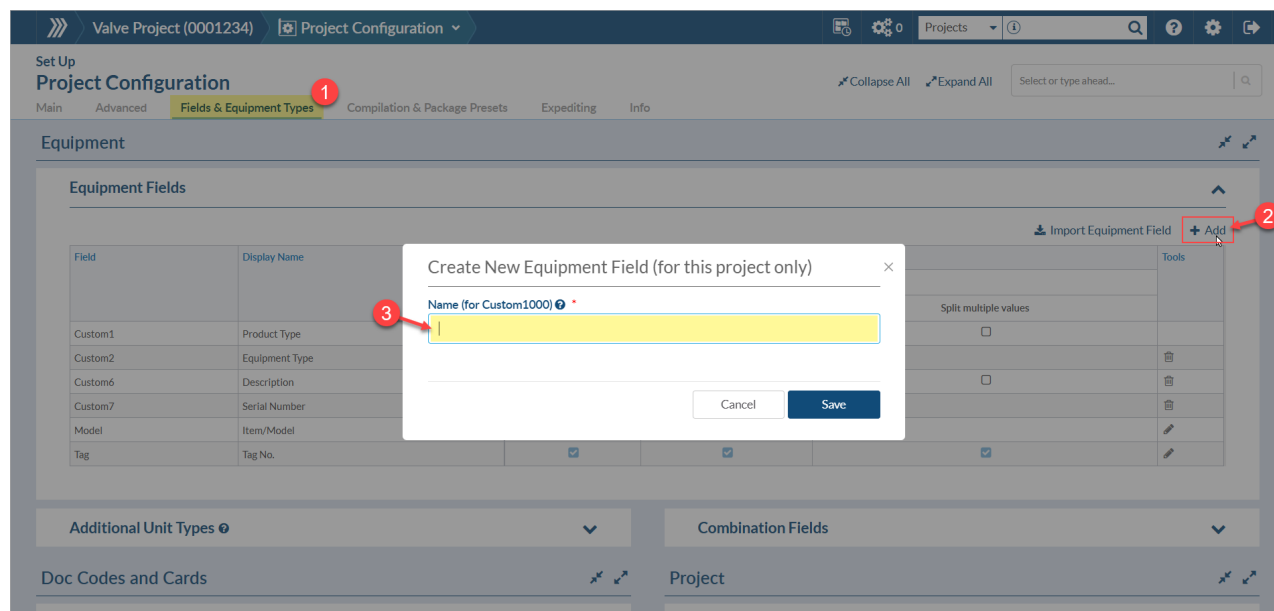 Valve Project (0001234) Project Configuration 0 Projects
Set Up
Project Configuration
Collapse All Expand All Select or type ahead...
1
Main Advanced Fields & Equipment Types Compilation & Package Presets Expediting Info
Equipment
Equipment Fields
2
Import Equipment Field + Add
Field Display Name Tools
Create New Equipment Field (for this project only)
Name (for Custom1000) *
3
Split multiple values
Custom1 Product Type
Custom2 Equipment Type
Custom6 Description
Custom7 Serial Number
Cancel Save
Model Item/Model
Tag Tag No.
Additional Unit Types Combination Fields
Doc Codes and Cards Project